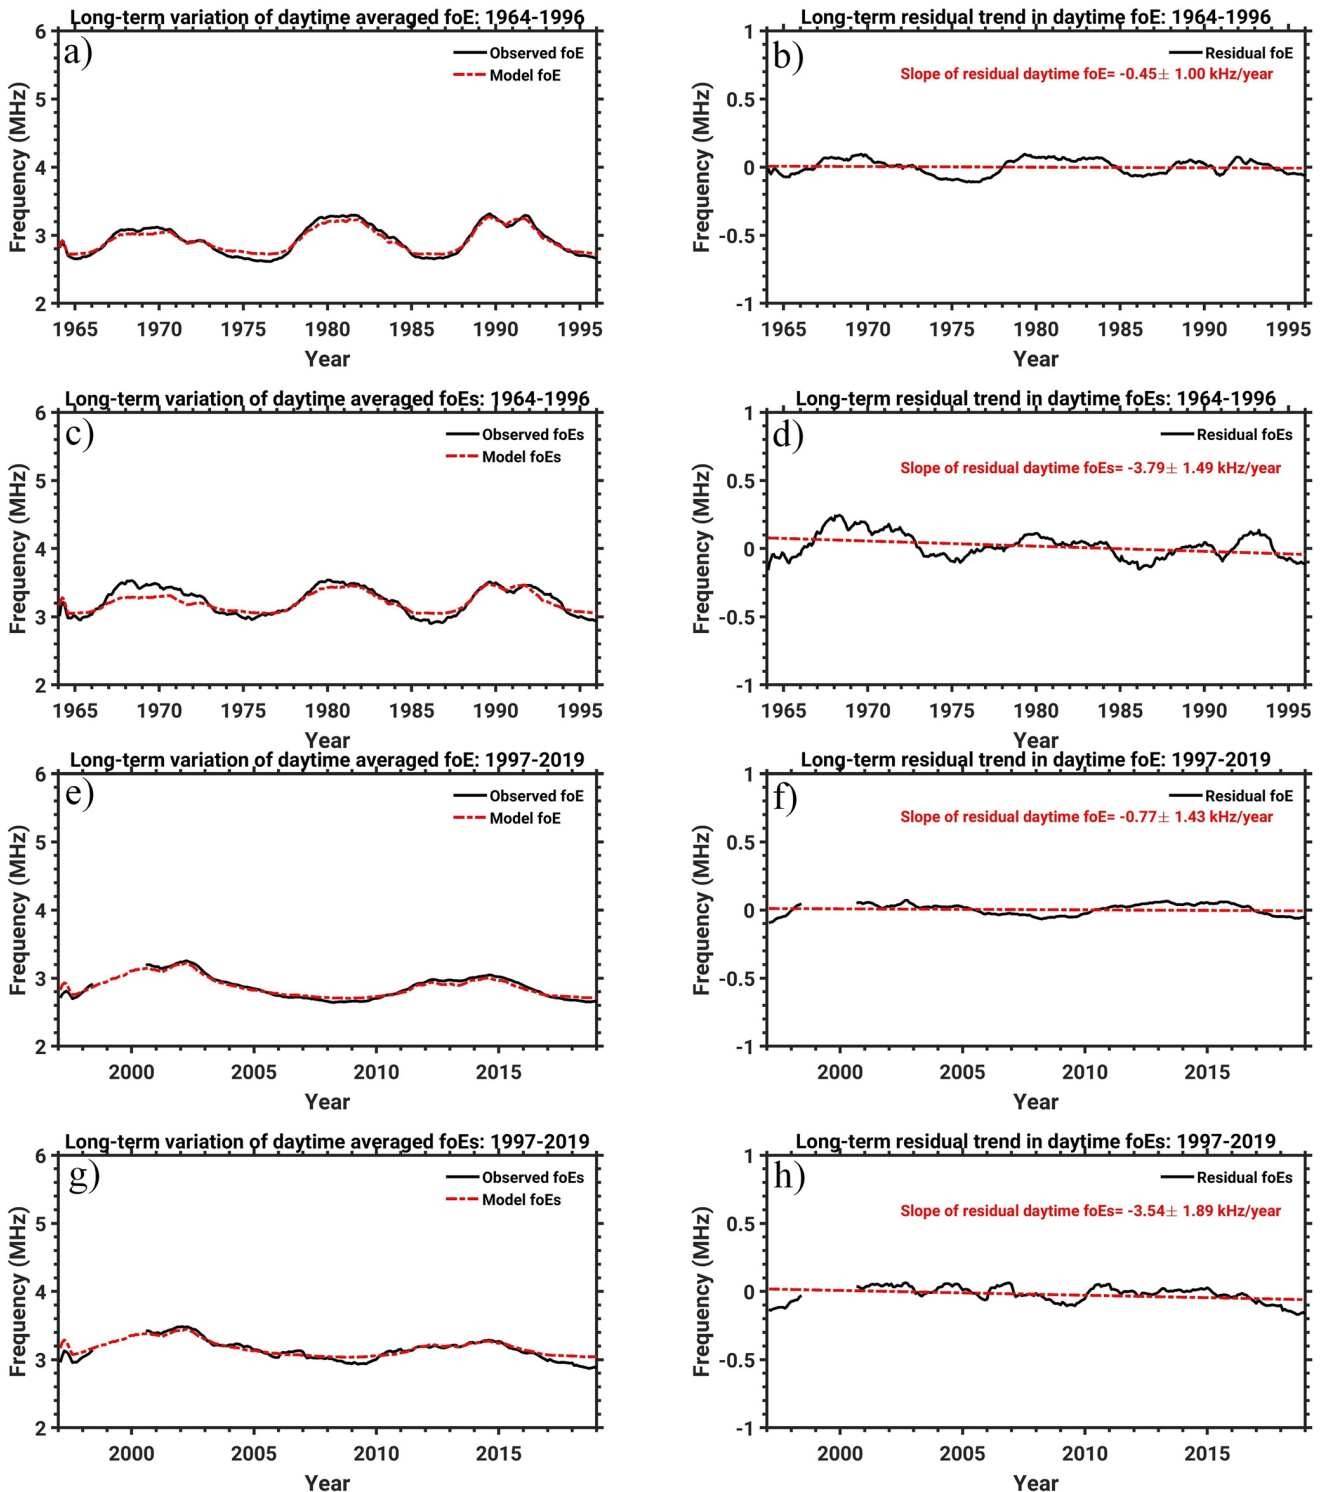 Long-term variation of daytime averaged foE: 1964-1996
a)
Observed foE
Model foE
6
5
4
3
2
Frequency (MHz)
1965 1970 1975 1980 1985 1990 1995
Year
Long-term residual trend in daytime foE: 1964-1996
b)
Residual foE
Slope of residual daytime foE= -0.45± 1.00 kHz/year
1
0.5
0
-0.5
-1
Frequency (MHz)
1965 1970 1975 1980 1985 1990 1995
Year
Long-term variation of daytime averaged foEs: 1964-1996
c)
Observed foEs
Model foEs
6
5
4
3
2
Frequency (MHz)
1965 1970 1975 1980 1985 1990 1995
Year
Long-term residual trend in daytime foEs: 1964-1996
d)
Residual foEs
Slope of residual daytime foEs= -3.79± 1.49 kHz/year
1
0.5
0
-0.5
-1
Frequency (MHz)
1965 1970 1975 1980 1985 1990 1995
Year
Long-term variation of daytime averaged foE: 1997-2019
e)
Observed foE
Model foE
6
5
4
3
2
Frequency (MHz)
2000 2005 2010 2015
Year
Long-term residual trend in daytime foE: 1997-2019
f)
Residual foE
Slope of residual daytime foE= -0.77± 1.43 kHz/year
1
0.5
0
-0.5
-1
Frequency (MHz)
2000 2005 2010 2015
Year
Long-term variation of daytime averaged foEs: 1997-2019
g)
Observed foEs
Model foEs
6
5
4
3
2
Frequency (MHz)
2000 2005 2010 2015
Year
Long-term residual trend in daytime foEs: 1997-2019
h)
Residual foEs
Slope of residual daytime foEs= -3.54± 1.89 kHz/year
1
0.5
0
-0.5
-1
Frequency (MHz)
2000 2005 2010 2015
Year